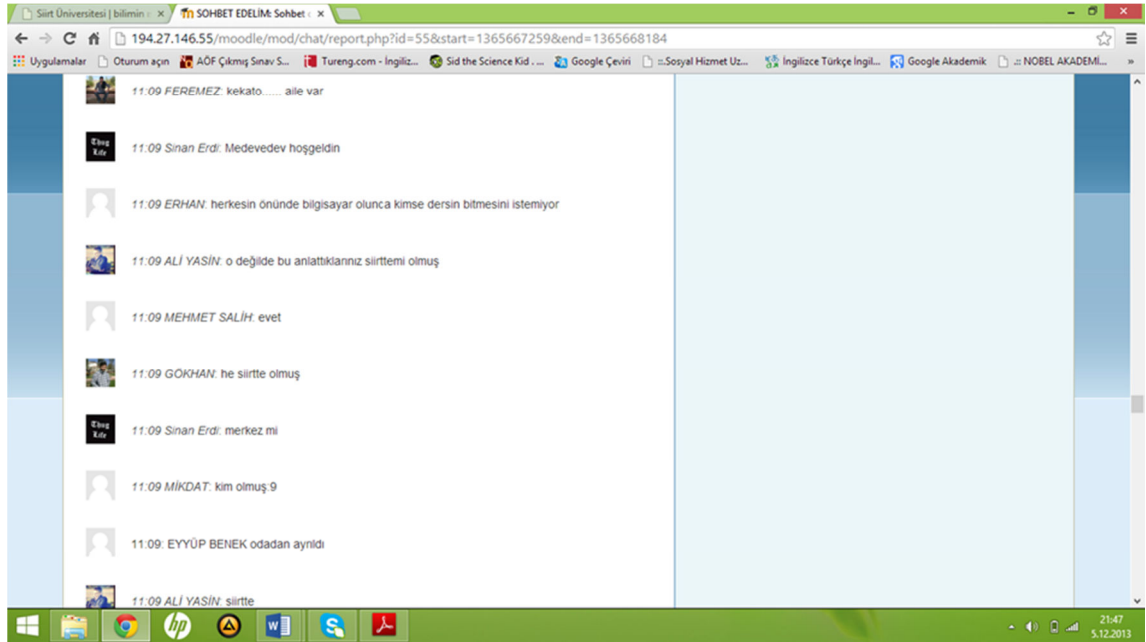 Siirt Üniversitesi | bilimin
SOHBET EDELİM: Sohbet
194.27.146.55/moodle/mod/chat/report.php?id=55&start=1365667259&end=1365668184
Uygulamalar Oturum açın AÖF Çıkmış Sınav S... Tureng.com - İngiliz... Sid the Science Kid . ... Google Çeviri ::.Sosyal Hizmet Uz... İngilizce Türkçe İngil... Google Akademik .:: NOBEL AKADEMİ... »
11:09 FEREMEZ: kekato...... aile var
Thug Life
11:09 Sinan Erdi: Medevedev hoşgeldin
11:09 ERHAN: herkesin önünde bilgisayar olunca kimse dersin bitmesini istemiyor
11:09 ALİ YASİN: o değilde bu anlattıklarınız siirttemi olmuş
11:09 MEHMET SALİH: evet
11:09 GÖKHAN: he siirtte olmuş
Thug Life
11:09 Sinan Erdi: merkez mi
11:09 MİKDAT: kim olmuş:9
11:09: EYYÜP BENEK odadan ayrıldı
11:09 ALİ YASİN: siirtte
hp
21:47
5.12.2013